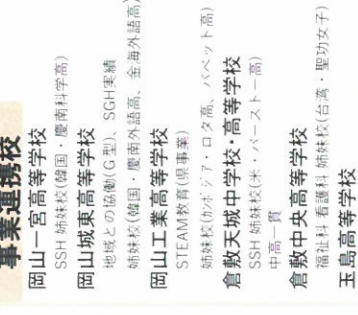 事業連携校
岡山一宮高等学校
SSH 姉妹校(韓国・慶南科学高)
岡山城東高等学校
地域との協働(G型)、SGH実績
姉妹校(韓国・慶南外語高、金海外語高)
岡山工業高等学校
STEAM教育(県事業)
姉妹校(カンボジア・ロタ高、バベット高)
倉敷天城中学校・高等学校
SSH 姉妹校(米・バーストー高)
中高一貫
倉敷中央高等学校
福祉科 看護科 姉妹校(台湾・聖功女子)
玉島高等学校